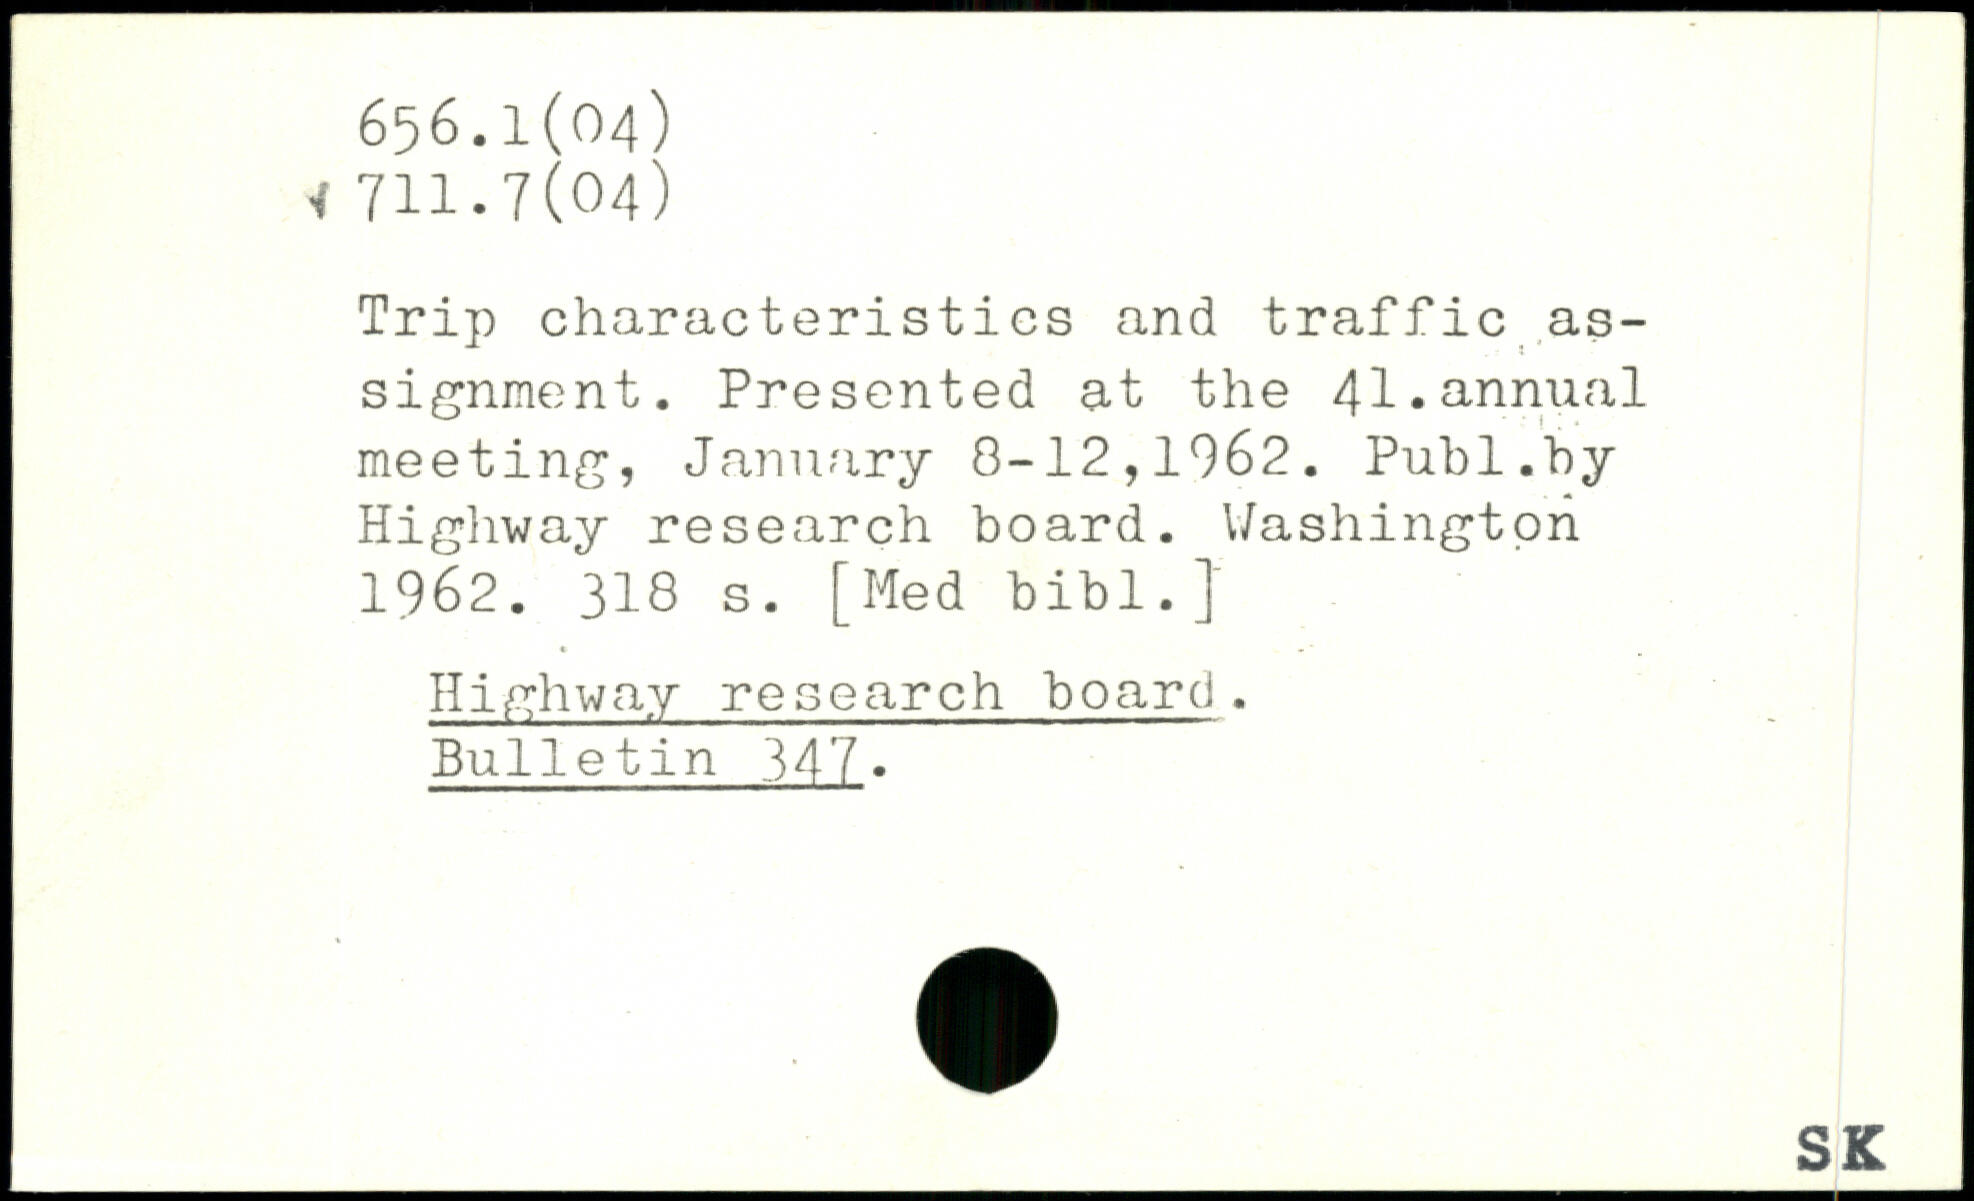 656.1(04)
711.7(04)
Trip characteristics and traffic as-
signment. Presented at the 41.annual
meeting, January 8-12,1962. Publ.by
Highway research board. Washington
1962. 318 s. [Med bibl.]
Highway research board.
Bulletin 347.
SK